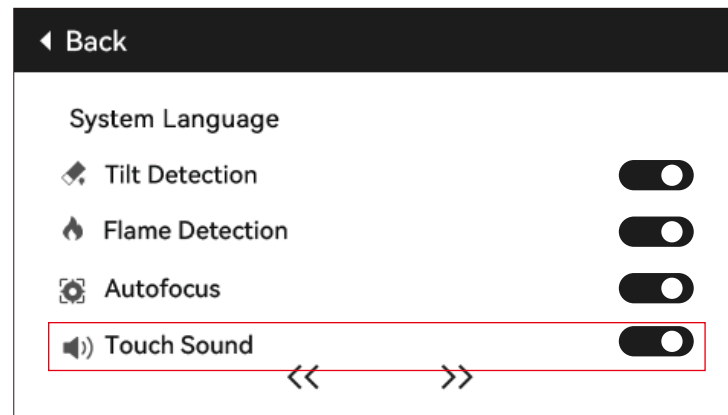 Back
System Language
Tilt Detection
Flame Detection
Autofocus
Touch Sound
<< >>